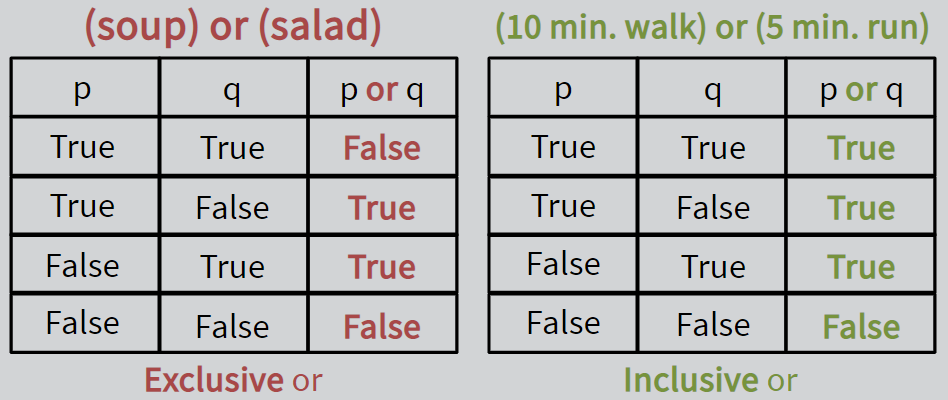 (soup) or (salad)
p q p or q
True True False
True False True
False True True
False False False
Exclusive or
(10 min. walk) or (5 min. run)
p q p or q
True True True
True False True
False True True
False False False
Inclusive or